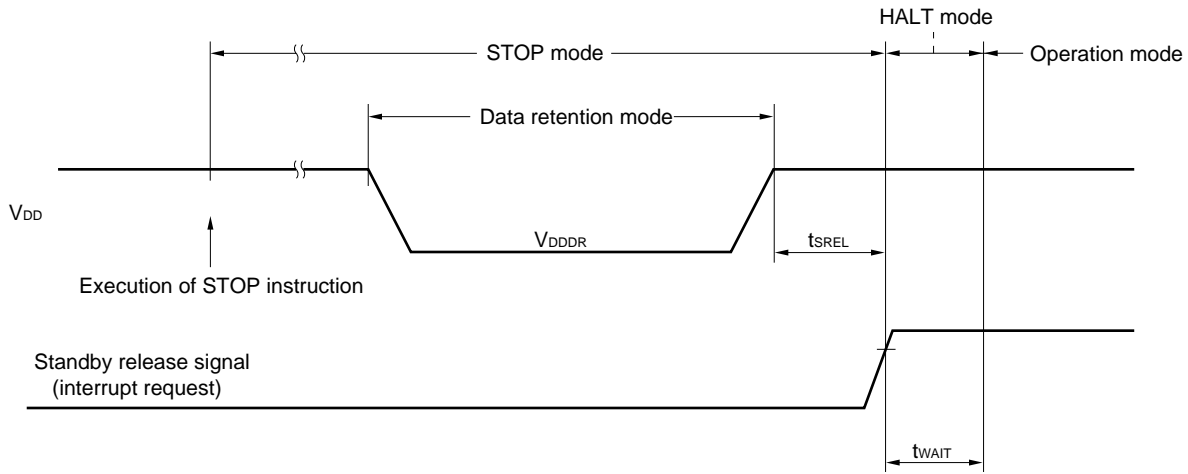 HALT mode
STOP mode
Operation mode
Data retention mode
VDD
VDDDR
tSREL
Execution of STOP instruction
Standby release signal
(interrupt request)
tWAIT